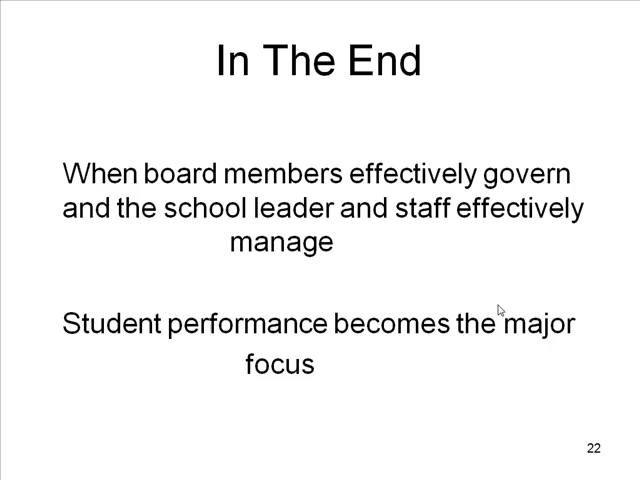 In The End
When board members effectively govern
and the school leader and staff effectively
manage
Student performance becomes the major
focus
22